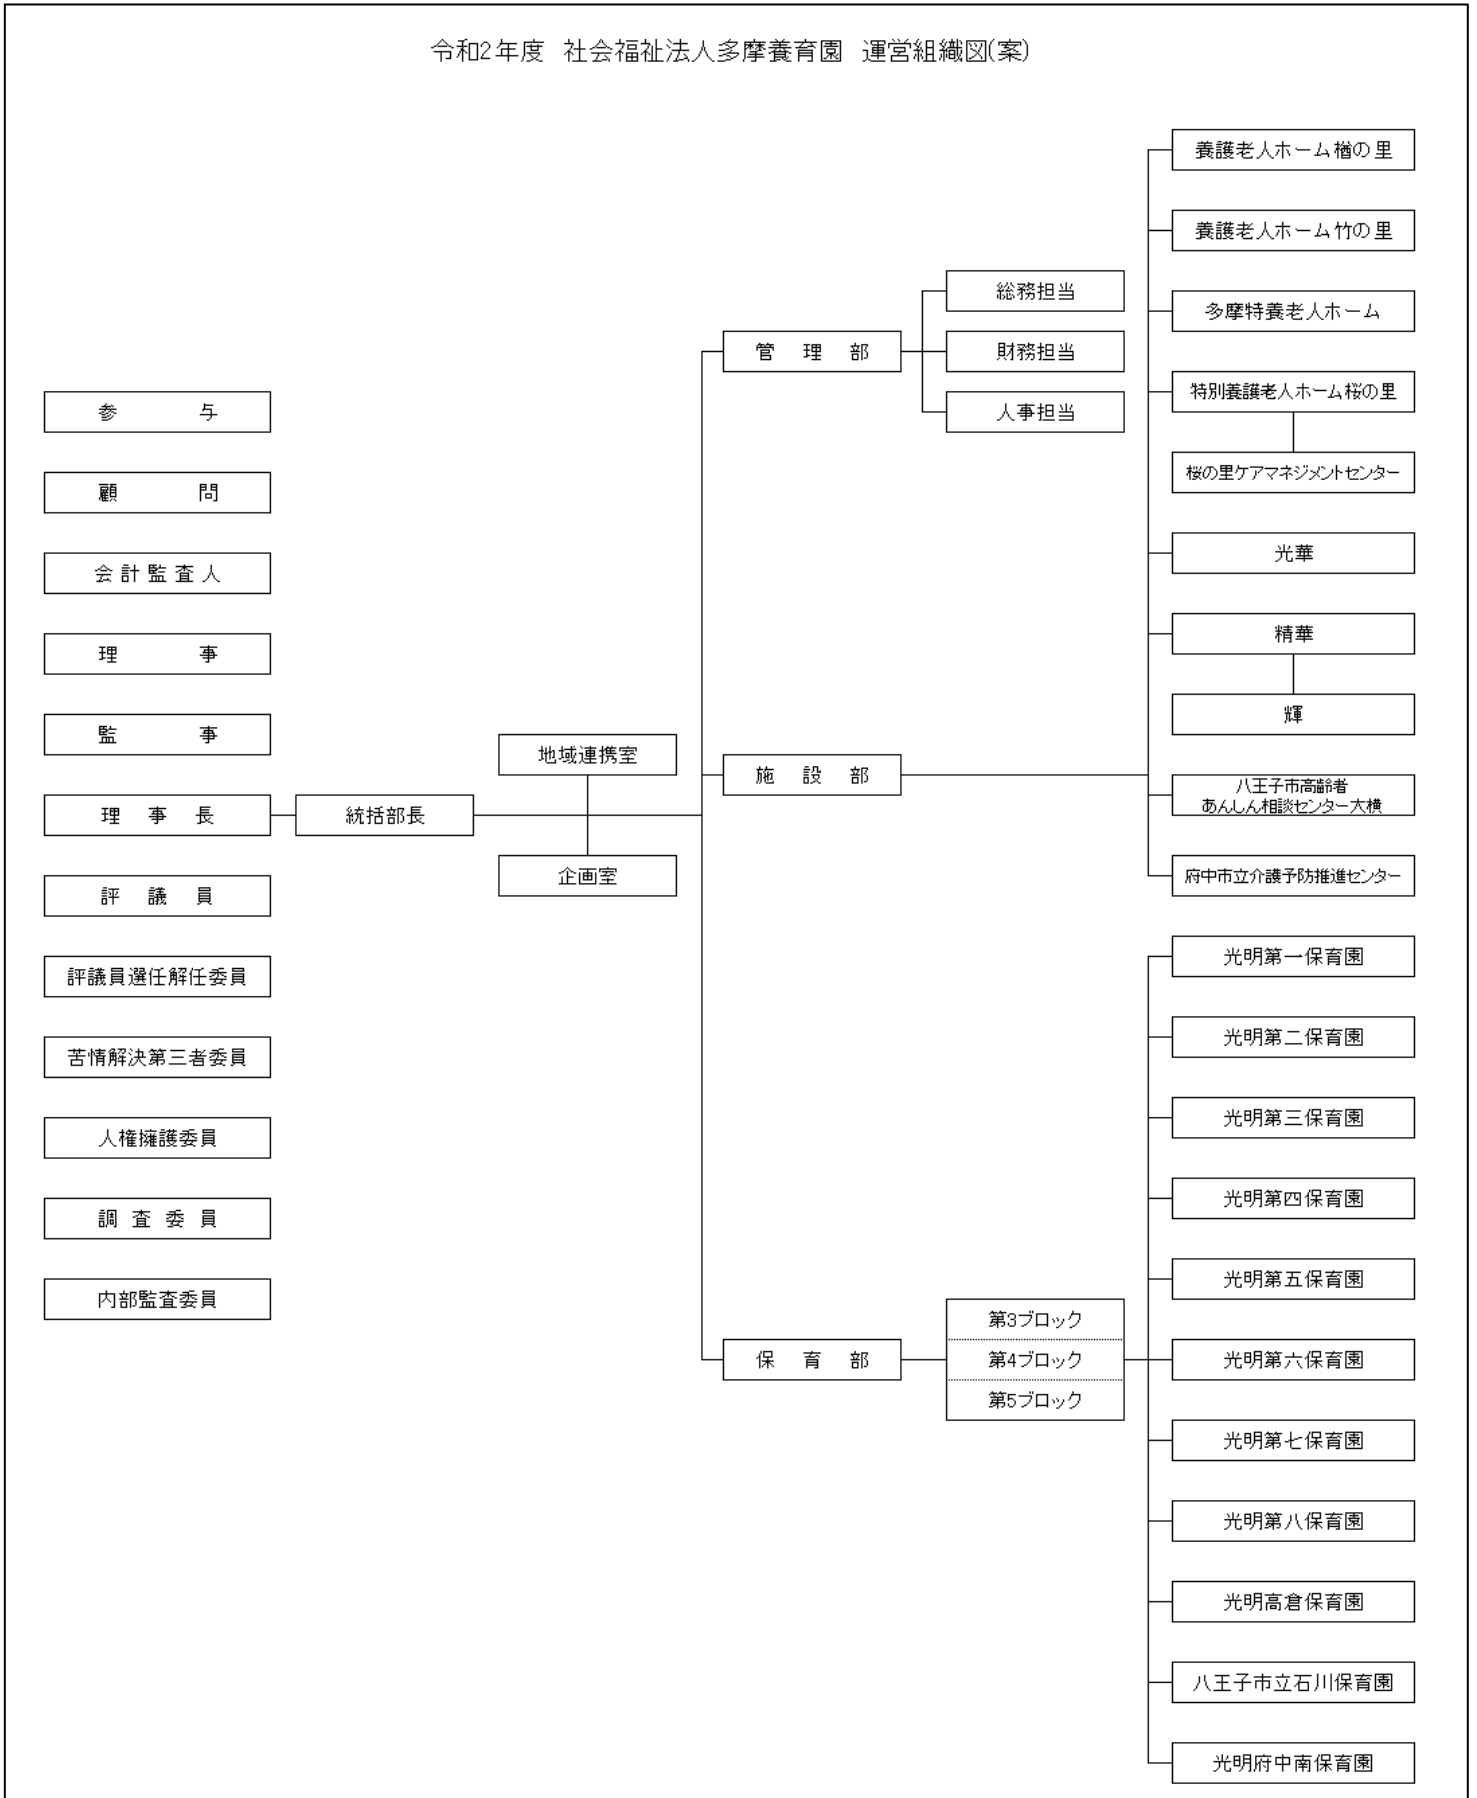 令和2年度 社会福祉法人多摩養育園 運営組織図(案)
参与
顧問
会計監査人
理事
監事
理事長
評議員
評議員選任解任委員
苦情解決第三者委員
人権擁護委員
調査委員
内部監査委員
統括部長
地域連携室
企画室
管理部
施設部
保育部
総務担当
財務担当
人事担当
第3ブロック
第4ブロック
第5ブロック
養護老人ホーム楢の里
養護老人ホーム竹の里
多摩特養老人ホーム
特別養護老人ホーム桜の里
桜の里ケアマネジメントセンター
光華
精華
輝
八王子市高齢者
あんしん相談センター大横
府中市立介護予防推進センター
光明第一保育園
光明第二保育園
光明第三保育園
光明第四保育園
光明第五保育園
光明第六保育園
光明第七保育園
光明第八保育園
光明高倉保育園
八王子市立石川保育園
光明府中南保育園